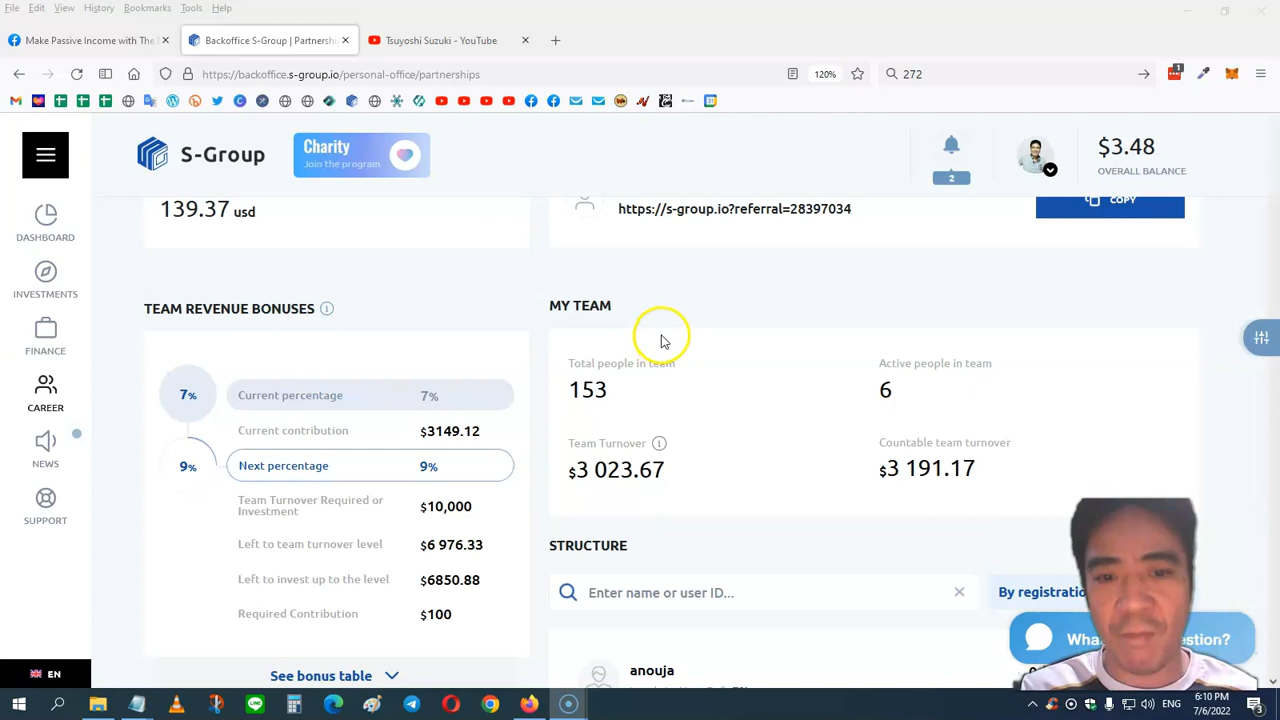 File Edit View History Bookmarks Tools Help
Make Passive Income with The
Backoffice S-Group | Partnership
Tsuyoshi Suzuki - YouTube
https://backoffice.s-group.io/personal-office/partnerships
120%
272
1
S-Group
Charity
Join the program
2
$3.48
OVERALL BALANCE
139.37 usd
https://s-group.io?referral=28397034
COPY
DASHBOARD
INVESTMENTS
FINANCE
CAREER
NEWS
SUPPORT
EN
TEAM REVENUE BONUSES
7%
Current percentage 7%
Current contribution $3149.12
9%
Next percentage 9%
Team Turnover Required or
Investment $10,000
Left to team turnover level $6 976.33
Left to invest up to the level $6850.88
Required Contribution $100
See bonus table
MY TEAM
Total people in team
153
Active people in team
6
Team Turnover
$3 023.67
Countable team turnover
$3 191.17
STRUCTURE
Enter name or user ID...
By registratio
anouja
estion?
ENG
6:10 PM
7/6/2022